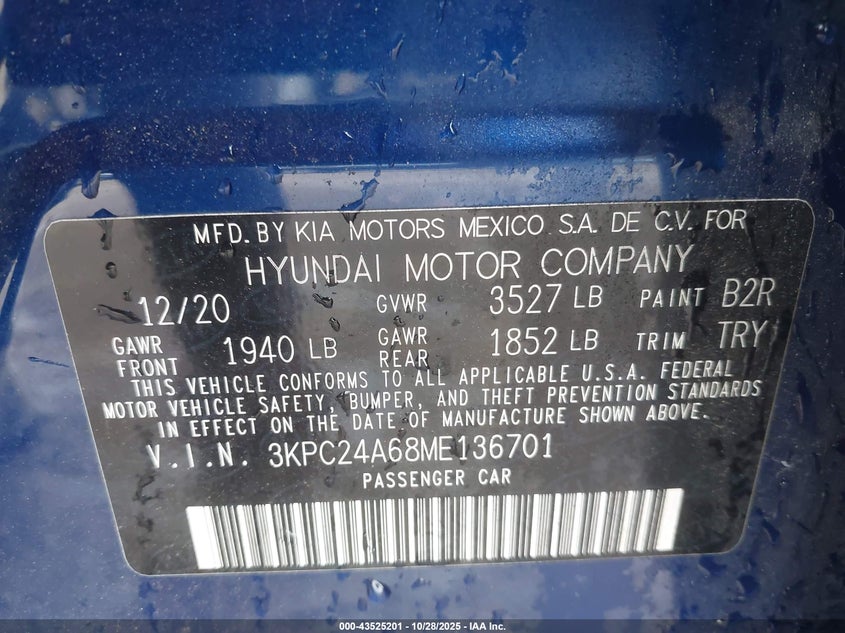 MFD. BY KIA MOTORS MEXICO S.A. DE C.V. FOR
HYUNDAI MOTOR COMPANY
12/20 GVWR 3527 LB PAINT B2R
GAWR FRONT 1940 LB GAWR REAR 1852 LB TRIM TRY
THIS VEHICLE CONFORMS TO ALL APPLICABLE U.S.A. FEDERAL
MOTOR VEHICLE SAFETY, BUMPER, AND THEFT PREVENTION STANDARDS
IN EFFECT ON THE DATE OF MANUFACTURE SHOWN ABOVE.
V.I.N. 3KPC24A68ME136701
PASSENGER CAR
000-43525201 - 10/28/2025 - IAA Inc.